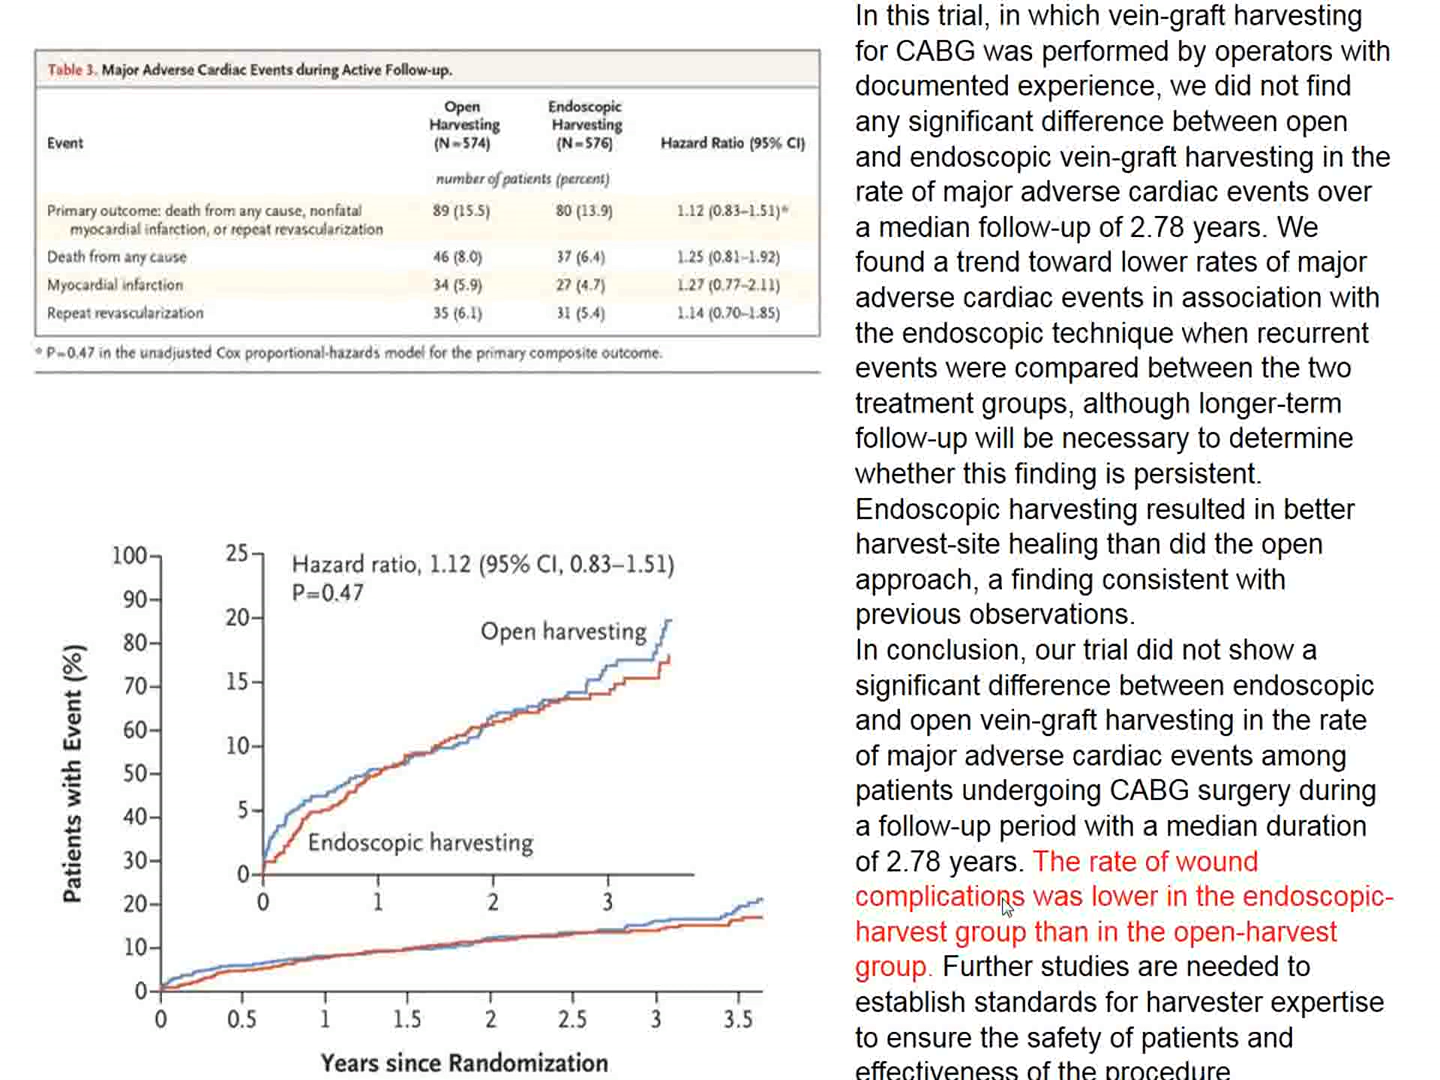 Table 3. Major Adverse Cardiac Events during Active Follow-up.
Event
Open Harvesting (N=574)
Endoscopic Harvesting (N=576)
Hazard Ratio (95% CI)
number of patients (percent)
Primary outcome: death from any cause, nonfatal
myocardial infarction, or repeat revascularization
89 (15.5)
80 (13.9)
1.12 (0.83–1.51)*
Death from any cause
46 (8.0)
37 (6.4)
1.25 (0.81–1.92)
Myocardial infarction
34 (5.9)
27 (4.7)
1.27 (0.77–2.11)
Repeat revascularization
35 (6.1)
31 (5.4)
1.14 (0.70–1.85)
* P=0.47 in the unadjusted Cox proportional-hazards model for the primary composite outcome.
Patients with Event (%)
100
90
80
70
60
50
40
30
20
10
0
25
20
15
10
5
0
Hazard ratio, 1.12 (95% CI, 0.83–1.51)
P=0.47
Open harvesting
Endoscopic harvesting
0 1 2 3
0 0.5 1 1.5 2 2.5 3 3.5
Years since Randomization
In this trial, in which vein-graft harvesting
for CABG was performed by operators with
documented experience, we did not find
any significant difference between open
and endoscopic vein-graft harvesting in the
rate of major adverse cardiac events over
a median follow-up of 2.78 years. We
found a trend toward lower rates of major
adverse cardiac events in association with
the endoscopic technique when recurrent
events were compared between the two
treatment groups, although longer-term
follow-up will be necessary to determine
whether this finding is persistent.
Endoscopic harvesting resulted in better
harvest-site healing than did the open
approach, a finding consistent with
previous observations.
In conclusion, our trial did not show a
significant difference between endoscopic
and open vein-graft harvesting in the rate
of major adverse cardiac events among
patients undergoing CABG surgery during
a follow-up period with a median duration
of 2.78 years. The rate of wound
complications was lower in the endoscopic-
harvest group than in the open-harvest
group. Further studies are needed to
establish standards for harvester expertise
to ensure the safety of patients and
effectiveness of the procedure